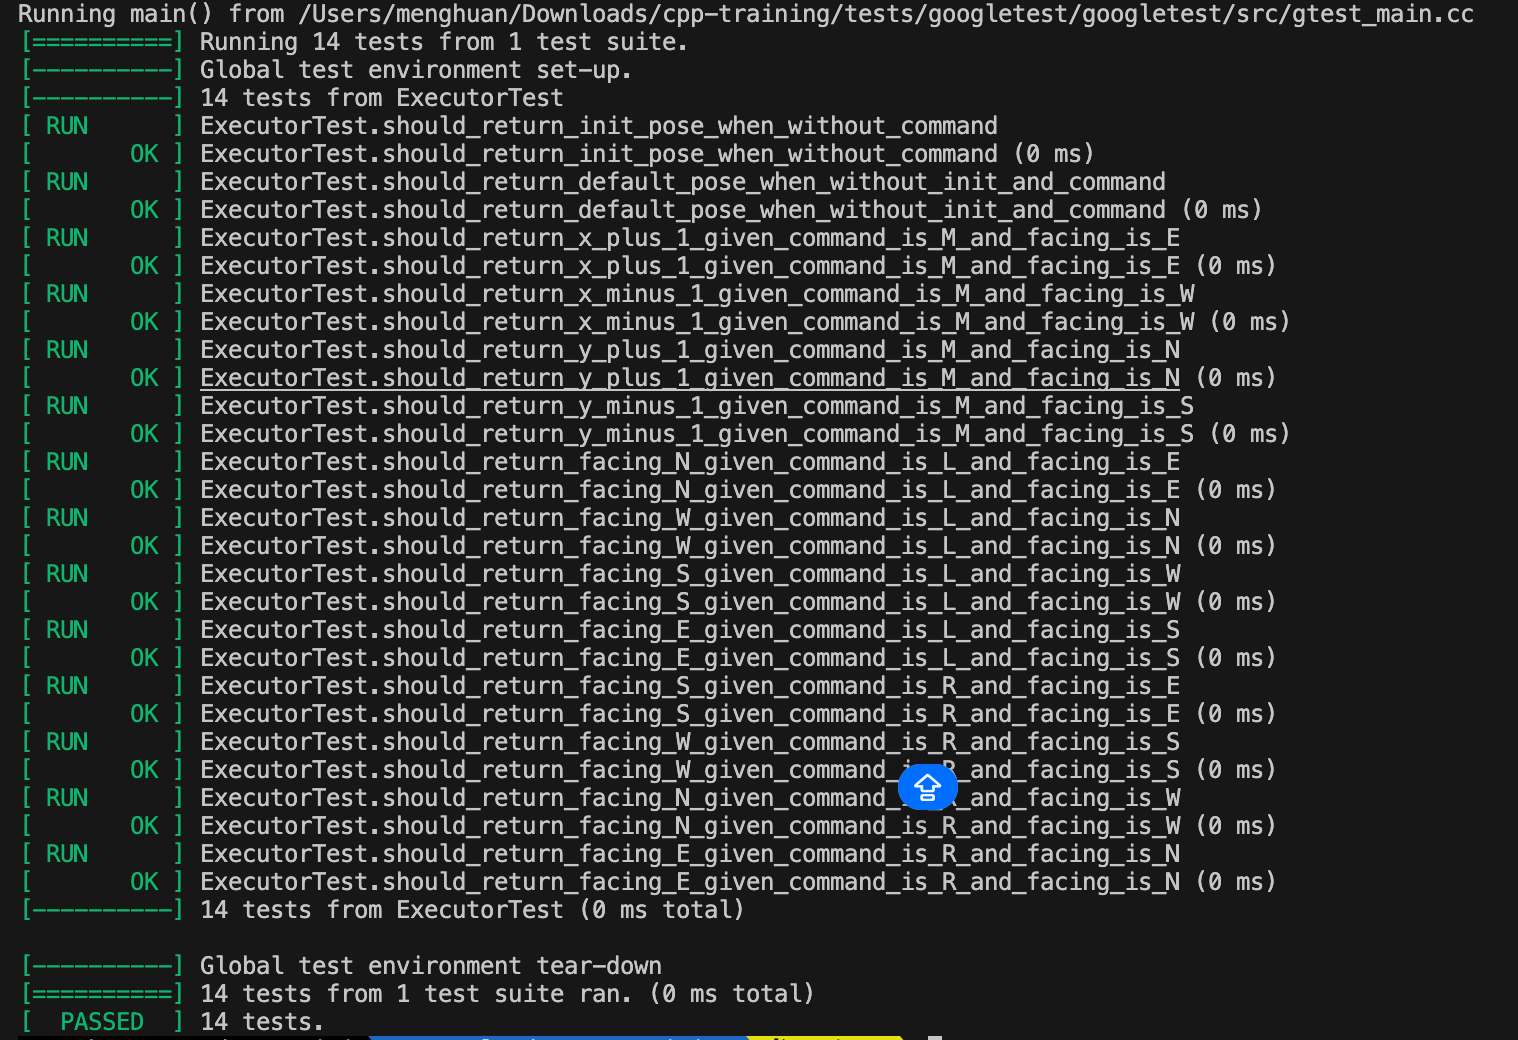 Running main() from /Users/menghuan/Downloads/cpp-training/tests/googletest/googletest/src/gtest_main.cc
[==========] Running 14 tests from 1 test suite.
[----------] Global test environment set-up.
[----------] 14 tests from ExecutorTest
[ RUN      ] ExecutorTest.should_return_init_pose_when_without_command
[       OK ] ExecutorTest.should_return_init_pose_when_without_command (0 ms)
[ RUN      ] ExecutorTest.should_return_default_pose_when_without_init_and_command
[       OK ] ExecutorTest.should_return_default_pose_when_without_init_and_command (0 ms)
[ RUN      ] ExecutorTest.should_return_x_plus_1_given_command_is_M_and_facing_is_E
[       OK ] ExecutorTest.should_return_x_plus_1_given_command_is_M_and_facing_is_E (0 ms)
[ RUN      ] ExecutorTest.should_return_x_minus_1_given_command_is_M_and_facing_is_W
[       OK ] ExecutorTest.should_return_x_minus_1_given_command_is_M_and_facing_is_W (0 ms)
[ RUN      ] ExecutorTest.should_return_y_plus_1_given_command_is_M_and_facing_is_N
[       OK ] ExecutorTest.should_return_y_plus_1_given_command_is_M_and_facing_is_N (0 ms)
[ RUN      ] ExecutorTest.should_return_y_minus_1_given_command_is_M_and_facing_is_S
[       OK ] ExecutorTest.should_return_y_minus_1_given_command_is_M_and_facing_is_S (0 ms)
[ RUN      ] ExecutorTest.should_return_facing_N_given_command_is_L_and_facing_is_E
[       OK ] ExecutorTest.should_return_facing_N_given_command_is_L_and_facing_is_E (0 ms)
[ RUN      ] ExecutorTest.should_return_facing_W_given_command_is_L_and_facing_is_N
[       OK ] ExecutorTest.should_return_facing_W_given_command_is_L_and_facing_is_N (0 ms)
[ RUN      ] ExecutorTest.should_return_facing_S_given_command_is_L_and_facing_is_W
[       OK ] ExecutorTest.should_return_facing_S_given_command_is_L_and_facing_is_W (0 ms)
[ RUN      ] ExecutorTest.should_return_facing_E_given_command_is_L_and_facing_is_S
[       OK ] ExecutorTest.should_return_facing_E_given_command_is_L_and_facing_is_S (0 ms)
[ RUN      ] ExecutorTest.should_return_facing_S_given_command_is_R_and_facing_is_E
[       OK ] ExecutorTest.should_return_facing_S_given_command_is_R_and_facing_is_E (0 ms)
[ RUN      ] ExecutorTest.should_return_facing_W_given_command_is_R_and_facing_is_S
[       OK ] ExecutorTest.should_return_facing_W_given_command_is_R_and_facing_is_S (0 ms)
[ RUN      ] ExecutorTest.should_return_facing_N_given_command_is_R_and_facing_is_W
[       OK ] ExecutorTest.should_return_facing_N_given_command_is_R_and_facing_is_W (0 ms)
[ RUN      ] ExecutorTest.should_return_facing_E_given_command_is_R_and_facing_is_N
[       OK ] ExecutorTest.should_return_facing_E_given_command_is_R_and_facing_is_N (0 ms)
[----------] 14 tests from ExecutorTest (0 ms total)
[----------] Global test environment tear-down
[==========] 14 tests from 1 test suite ran. (0 ms total)
[  PASSED  ] 14 tests.